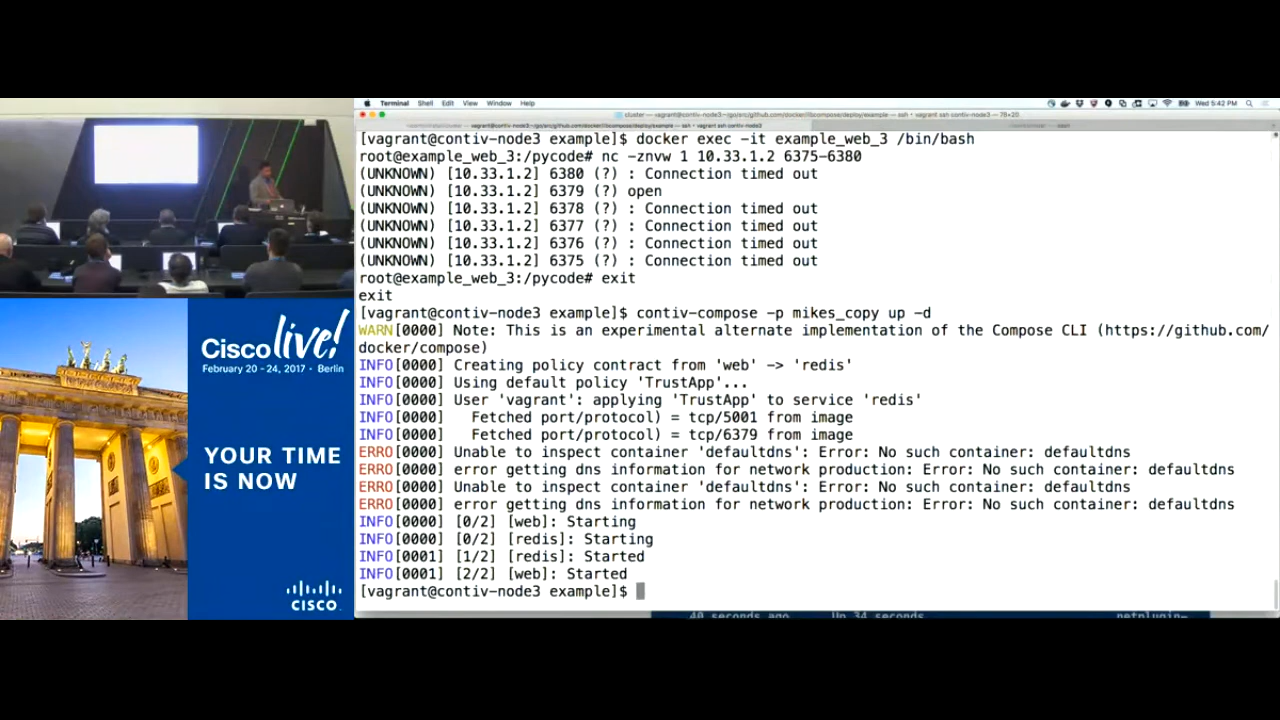 Terminal Shell Edit View Window Help
Wed 5:42 PM
[vagrant@contiv-node3 example]$ docker exec -it example_web_3 /bin/bash
root@example_web_3:/pycode# nc -znvw 1 10.33.1.2 6375-6380
(UNKNOWN) [10.33.1.2] 6380 (?) : Connection timed out
(UNKNOWN) [10.33.1.2] 6379 (?) open
(UNKNOWN) [10.33.1.2] 6378 (?) : Connection timed out
(UNKNOWN) [10.33.1.2] 6377 (?) : Connection timed out
(UNKNOWN) [10.33.1.2] 6376 (?) : Connection timed out
(UNKNOWN) [10.33.1.2] 6375 (?) : Connection timed out
root@example_web_3:/pycode# exit
exit
[vagrant@contiv-node3 example]$ contiv-compose -p mikes_copy up -d
WARN[0000] Note: This is an experimental alternate implementation of the Compose CLI (https://github.com/
docker/compose)
INFO[0000] Creating policy contract from 'web' -> 'redis'
INFO[0000] Using default policy 'TrustApp'...
INFO[0000] User 'vagrant': applying 'TrustApp' to service 'redis'
INFO[0000]   Fetched port/protocol) = tcp/5001 from image
INFO[0000]   Fetched port/protocol) = tcp/6379 from image
ERRO[0000] Unable to inspect container 'defaultdns': Error: No such container: defaultdns
ERRO[0000] error getting dns information for network production: Error: No such container: defaultdns
ERRO[0000] Unable to inspect container 'defaultdns': Error: No such container: defaultdns
ERRO[0000] error getting dns information for network production: Error: No such container: defaultdns
INFO[0000] [0/2] [web]: Starting
INFO[0000] [0/2] [redis]: Starting
INFO[0001] [1/2] [redis]: Started
INFO[0001] [2/2] [web]: Started
[vagrant@contiv-node3 example]$
40 seconds ago Up 34 seconds netplugin-
Cisco live!
February 20 - 24, 2017 • Berlin
YOUR TIME
IS NOW
CISCO